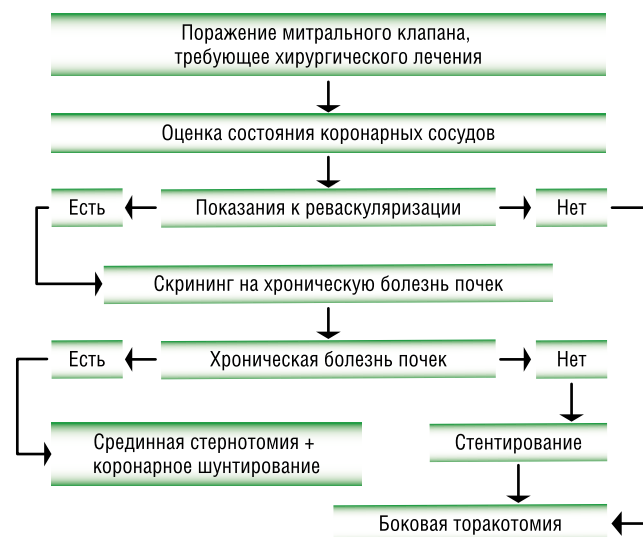 Поражение митрального клапана,
требующее хирургического лечения
Оценка состояния коронарных сосудов
Есть
Показания к реваскуляризации
Нет
Скрининг на хроническую болезнь почек
Есть
Хроническая болезнь почек
Нет
Срединная стернотомия +
коронарное шунтирование
Стентирование
Боковая торакотомия